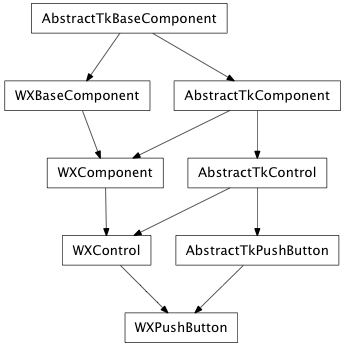 AbstractTkBaseComponent
WXBaseComponent
AbstractTkComponent
WXComponent
AbstractTkControl
WXControl
AbstractTkPushButton
WXPushButton